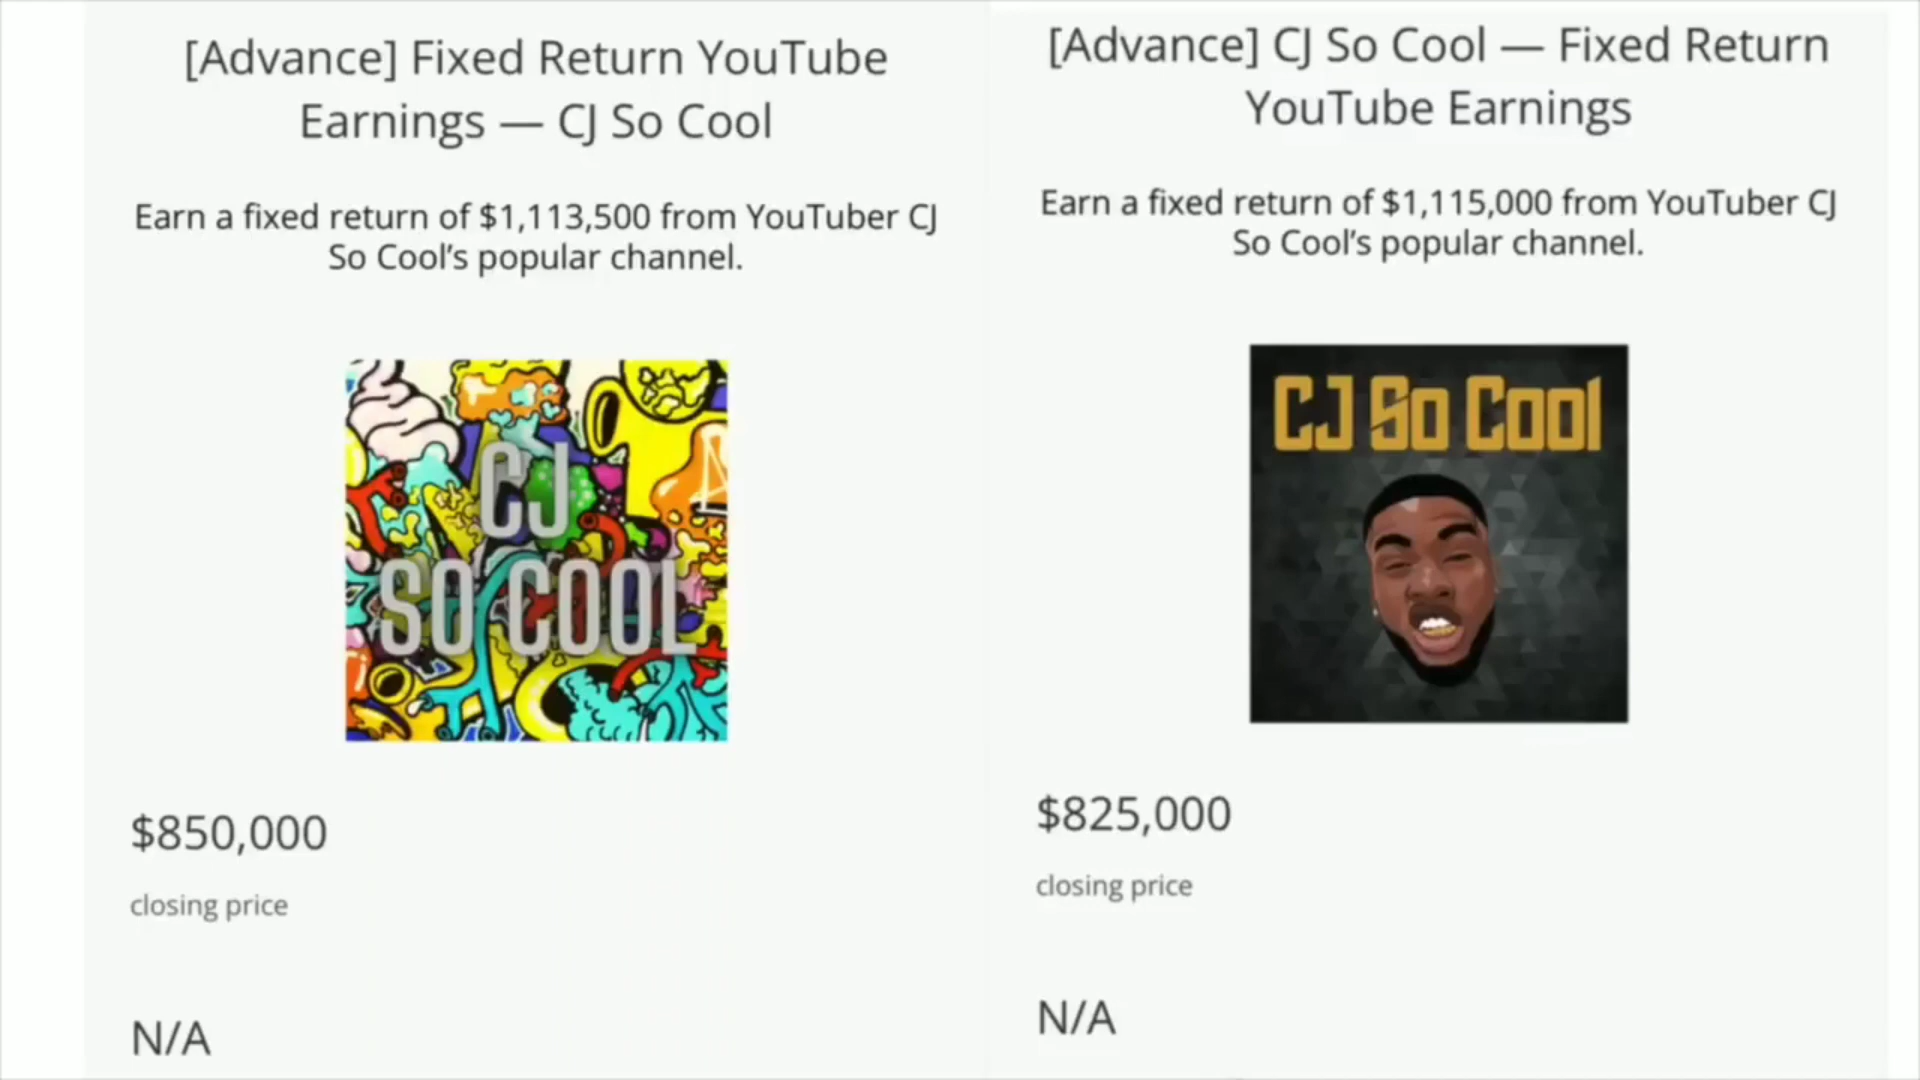 [Advance] Fixed Return YouTube
Earnings — CJ So Cool
Earn a fixed return of $1,113,500 from YouTuber CJ
So Cool’s popular channel.
CJ
SO COOL
$850,000
closing price
N/A
[Advance] CJ So Cool — Fixed Return
YouTube Earnings
Earn a fixed return of $1,115,000 from YouTuber CJ
So Cool’s popular channel.
CJ So Cool
$825,000
closing price
N/A